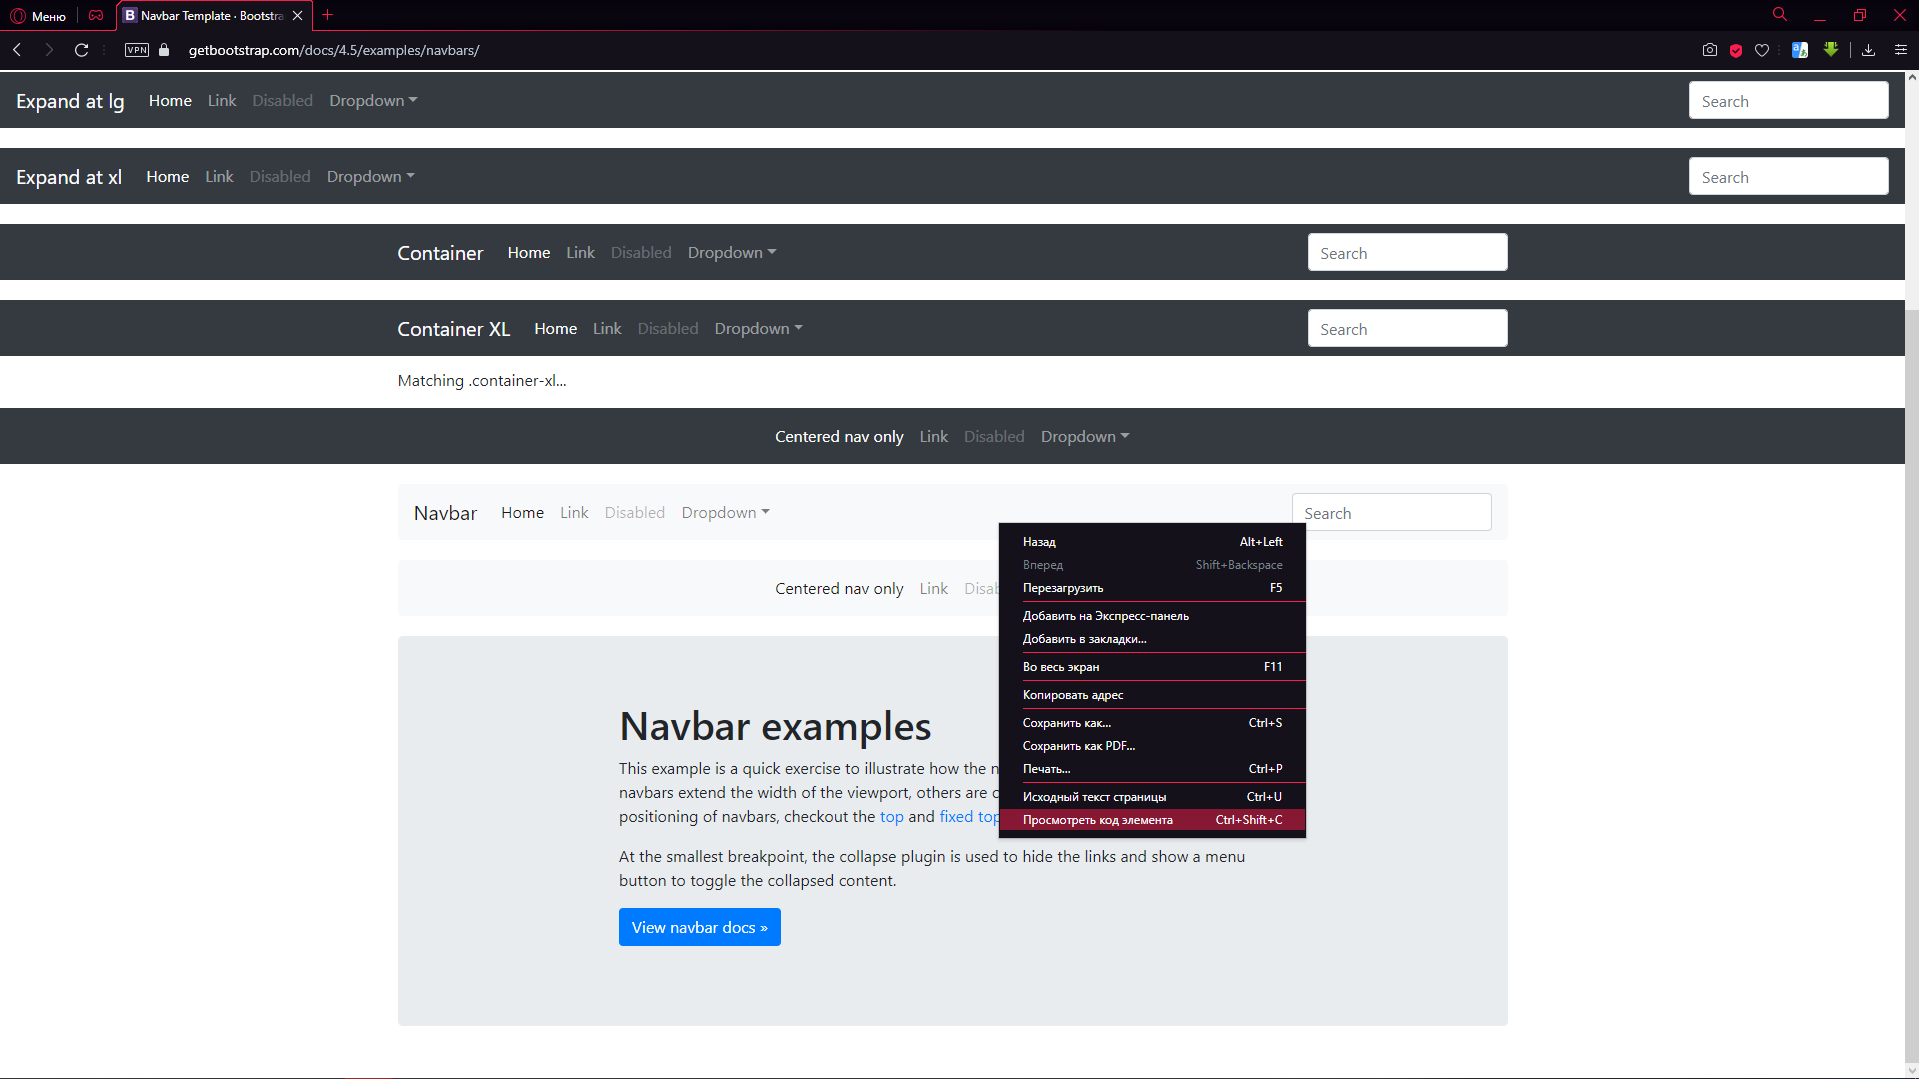 Меню
Navbar Template · Bootstra
VPN
getbootstrap.com/docs/4.5/examples/navbars/
Expand at lg Home Link Disabled Dropdown Search
Expand at xl Home Link Disabled Dropdown Search
Container Home Link Disabled Dropdown Search
Container XL Home Link Disabled Dropdown Search
Matching .container-xl...
Centered nav only Link Disabled Dropdown
Navbar Home Link Disabled Dropdown Search
Centered nav only Link Disab
Navbar examples
This example is a quick exercise to illustrate how the n
navbars extend the width of the viewport, others are c
positioning of navbars, checkout the top and fixed top
At the smallest breakpoint, the collapse plugin is used to hide the links and show a menu
button to toggle the collapsed content.
View navbar docs »
Назад Alt+Left
Вперед Shift+Backspace
Перезагрузить F5
Добавить на Экспресс-панель
Добавить в закладки...
Во весь экран F11
Копировать адрес
Сохранить как... Ctrl+S
Сохранить как PDF...
Печать... Ctrl+P
Исходный текст страницы Ctrl+U
Просмотреть код элемента Ctrl+Shift+C